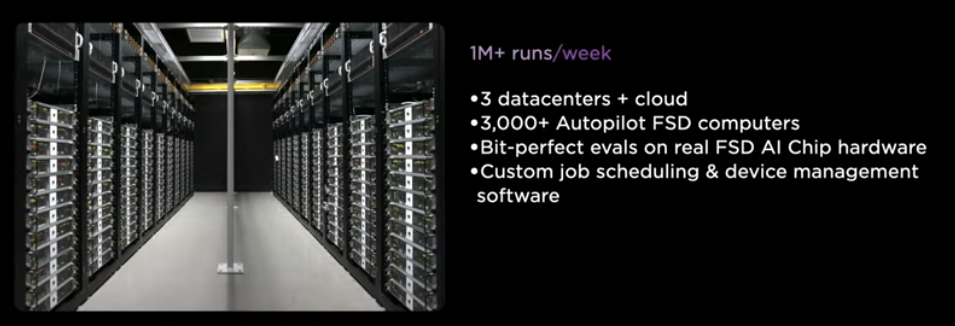 1M+ runs/week
•3 datacenters + cloud
•3,000+ Autopilot FSD computers
•Bit-perfect evals on real FSD AI Chip hardware
•Custom job scheduling & device management
software